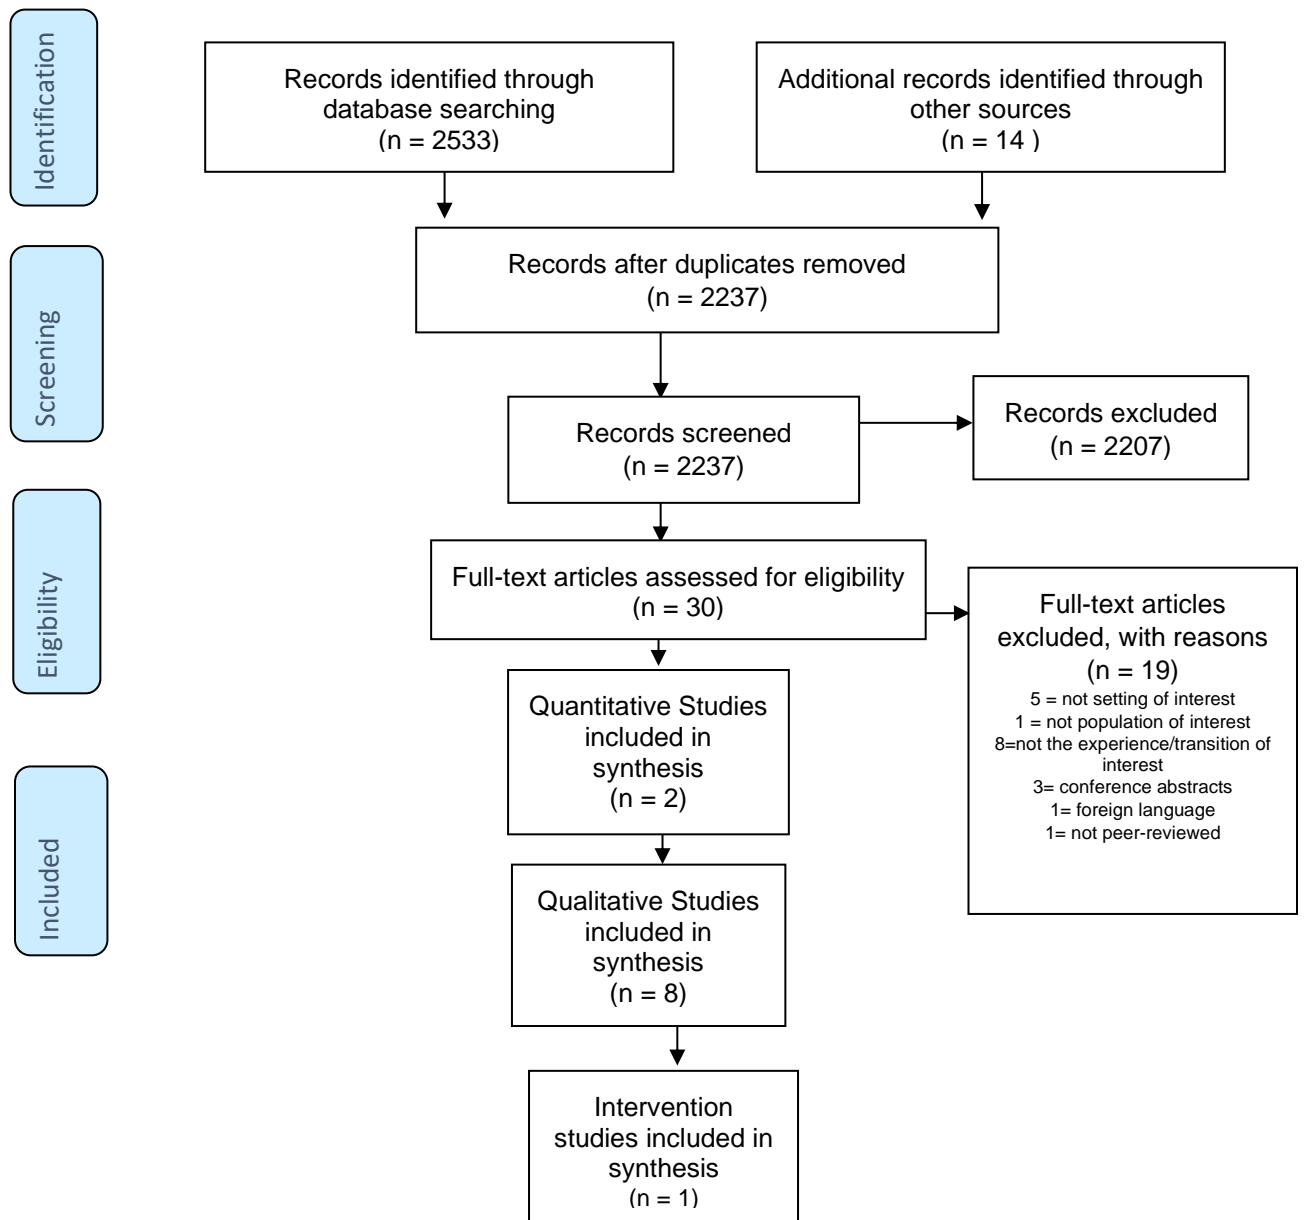 Identification
Records identified through
database searching
(n = 2533)
Additional records identified through
other sources
(n = 14 )
Records after duplicates removed
(n = 2237)
Screening
Records screened
(n = 2237)
Records excluded
(n = 2207)
Eligibility
Full-text articles assessed for eligibility
(n = 30)
Full-text articles
excluded, with reasons
(n = 19)
5 = not setting of interest
1 = not population of interest
8=not the experience/transition of
interest
3= conference abstracts
1= foreign language
1= not peer-reviewed
Included
Quantitative Studies
included in
synthesis
(n = 2)
Qualitative Studies
included in
synthesis
(n = 8)
Intervention
studies included in
synthesis
(n = 1)